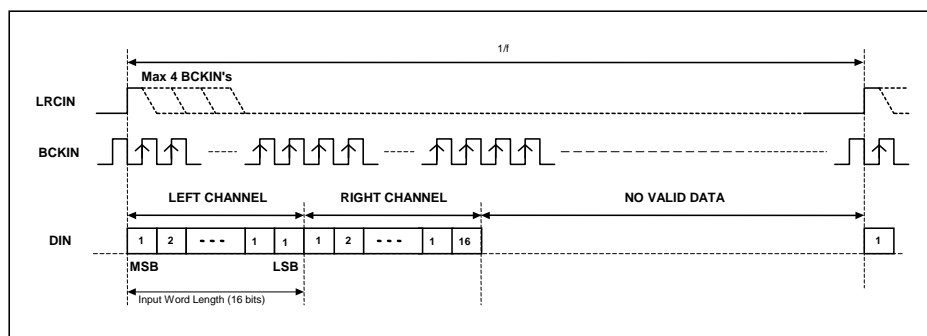 1/f
Max 4 BCKIN's
LRCIN
BCKIN
LEFT CHANNEL RIGHT CHANNEL NO VALID DATA
DIN 1 2 1 1 1 2 1 16 1
MSB LSB
Input Word Length (16 bits)